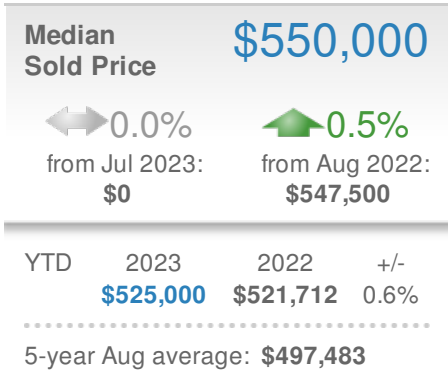 Median $550,000
Sold Price
0.0% 0.5%
from Jul 2023: from Aug 2022:
$0 $547,500
YTD 2023 2022 +/-
$525,000 $521,712 0.6%
5-year Aug average: $497,483